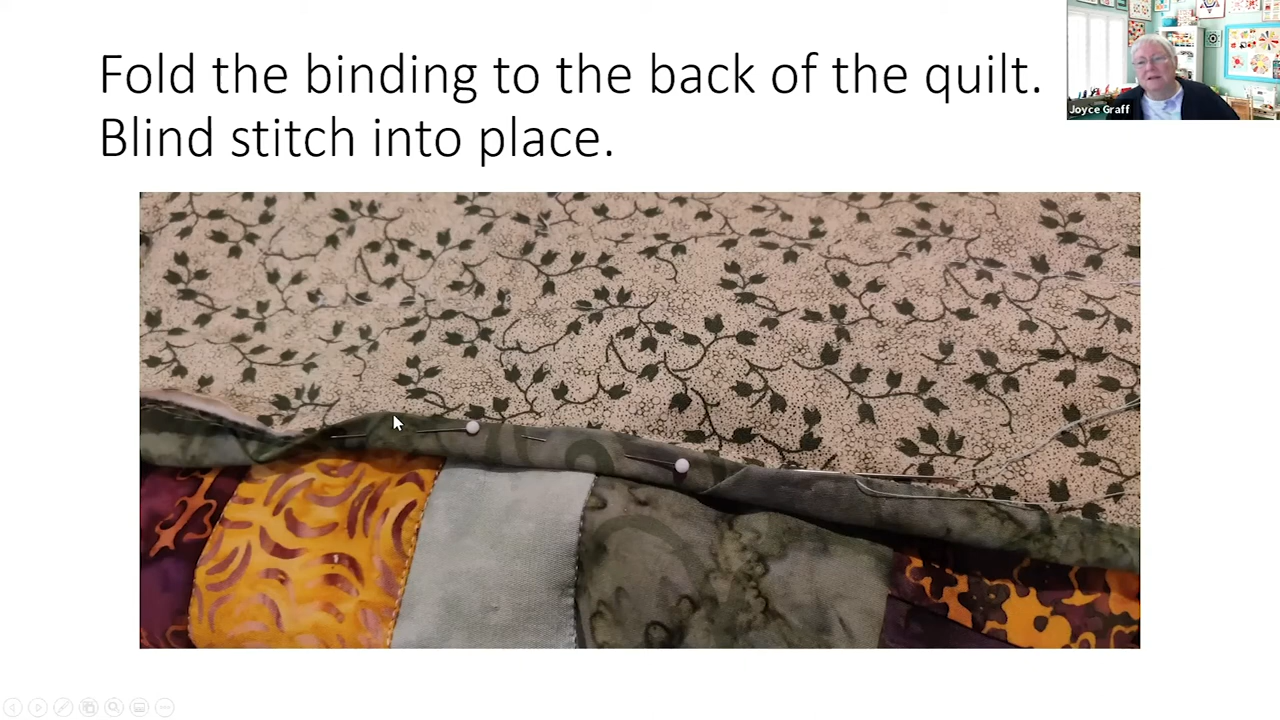 Fold the binding to the back of the quilt.
Blind stitch into place.
Joyce Graff